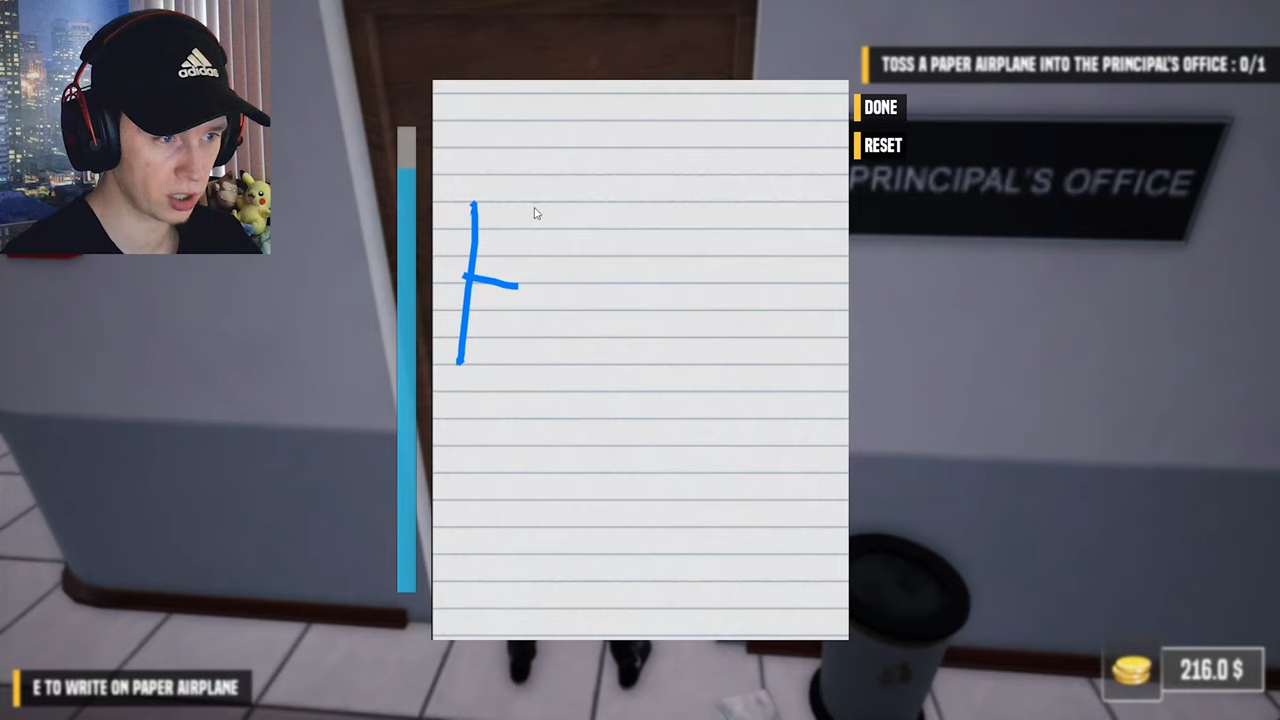 adidas
TOSS A PAPER AIRPLANE INTO THE PRINCIPAL'S OFFICE : 0/1
DONE
RESET
PRINCIPAL'S OFFICE
E TO WRITE ON PAPER AIRPLANE
216.0 $